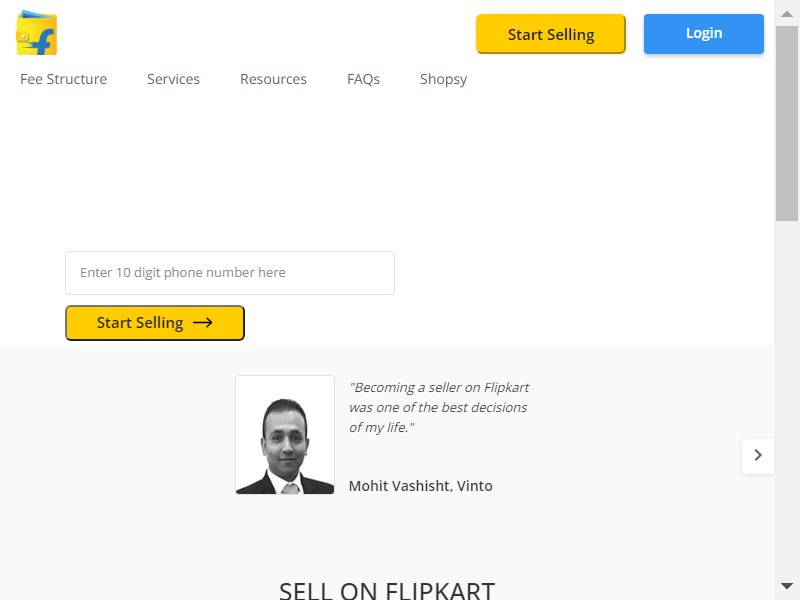 Start Selling
Login
Fee Structure
Services
Resources
FAQs
Shopsy
Enter 10 digit phone number here
Start Selling
"Becoming a seller on Flipkart
was one of the best decisions
of my life."
Mohit Vashisht, Vinto
SELL ON FLIPKART